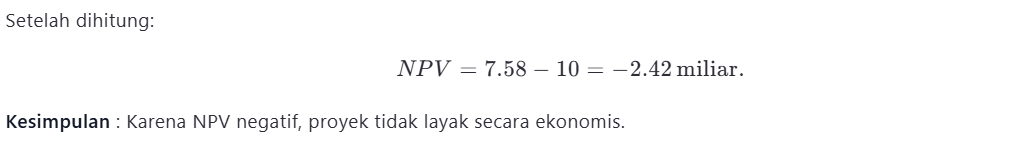 Setelah dihitung:
NPV = 7.58 − 10 = −2.42 miliar.
Kesimpulan : Karena NPV negatif, proyek tidak layak secara ekonomis.